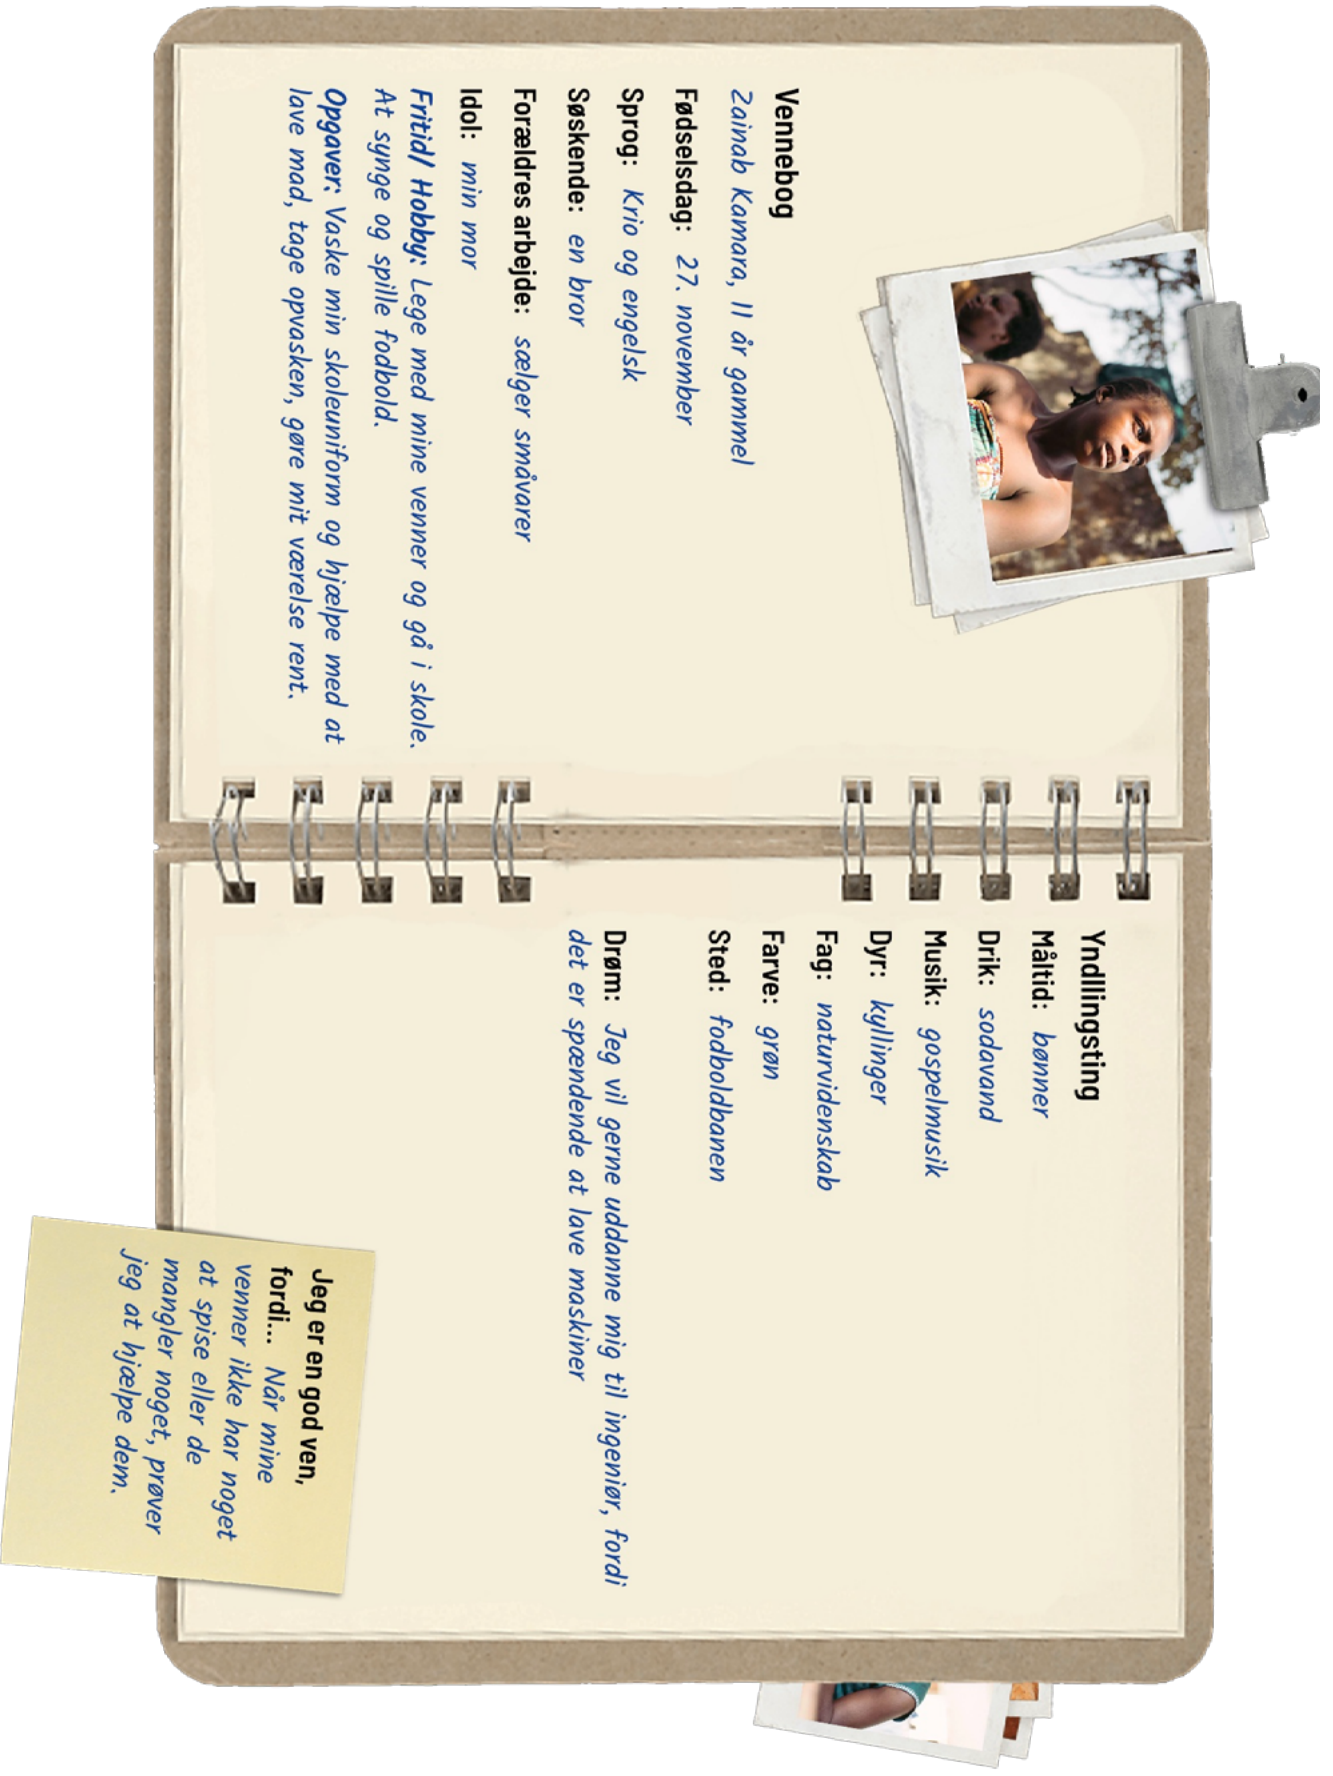 Vennebog
Zainab Kamara, 11 år gammel
Fødselsdag: 27. november
Sprog: Krio og engelsk
Søskende: en bror
Forældres arbejde: sælger småvarer
Idol: min mor
Fritid/ Hobby: Lege med mine venner og gå i skole.
At synge og spille fodbold.
Opgaver: Vaske min skoleuniform og hjælpe med at
lave mad, tage opvasken, gøre mit værelse rent.
Yndllingsting
Måltid: bønner
Drik: sodavand
Musik: gospelmusik
Dyr: kyllinger
Fag: naturvidenskab
Farve: grøn
Sted: fodboldbanen
Drøm: Jeg vil gerne uddanne mig til ingeniør, fordi
det er spændende at lave maskiner
Jeg er en god ven,
fordi... Når mine
venner ikke har noget
at spise eller de
mangler noget, prøver
jeg at hjælpe dem.